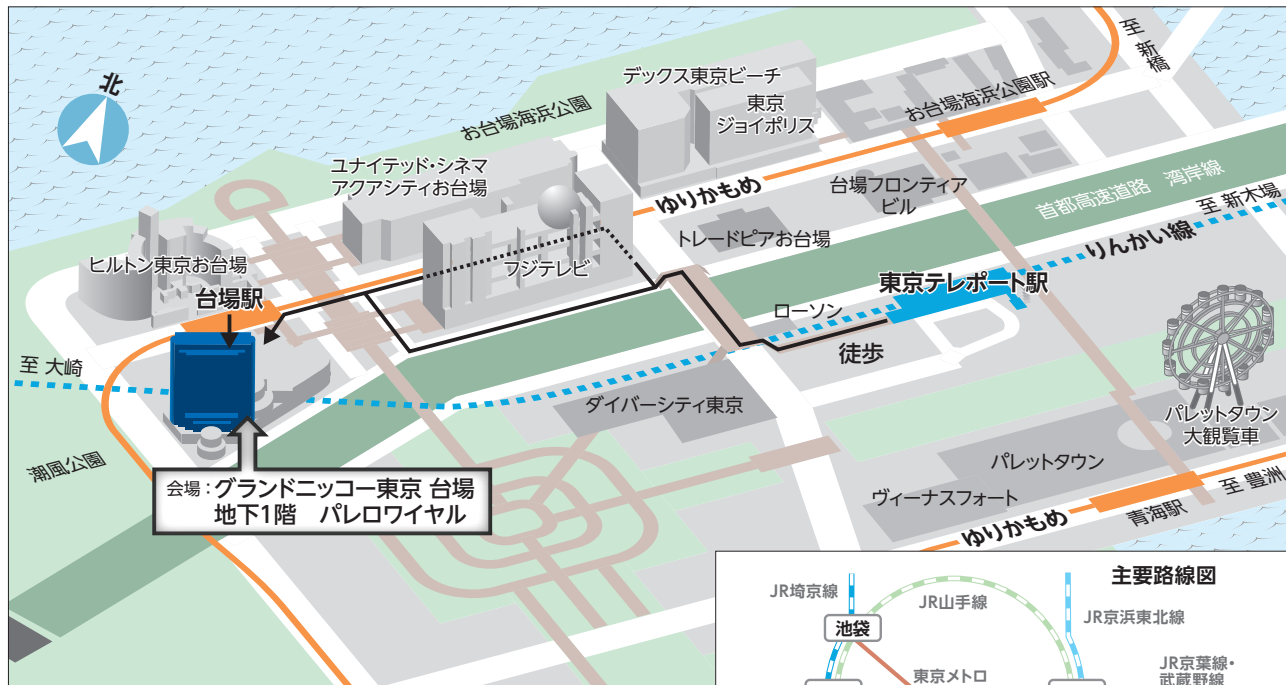 北
至 新橋
デックス東京ビーチ
東京
ジョイポリス
お台場海浜公園駅
お台場海浜公園
ユナイテッド・シネマ
アクアシティお台場
ゆりかもめ
台場フロンティア
ビル
首都高速道路 湾岸線
至 新木場
りんかい線
トレードピアお台場
ヒルトン東京お台場
フジテレビ
台場駅
東京テレポート駅
ローソン
徒歩
至 大崎
ダイバーシティ東京
パレットタウン
大観覧車
潮風公園
会場：グランドニッコー東京 台場
地下1階 パレロワイヤル
パレットタウン
ヴィーナスフォート
至 豊洲
青海駅
ゆりかもめ
主要路線図
JR埼京線
JR山手線
JR京浜東北線
池袋
東京メトロ
JR京葉線・
武蔵野線